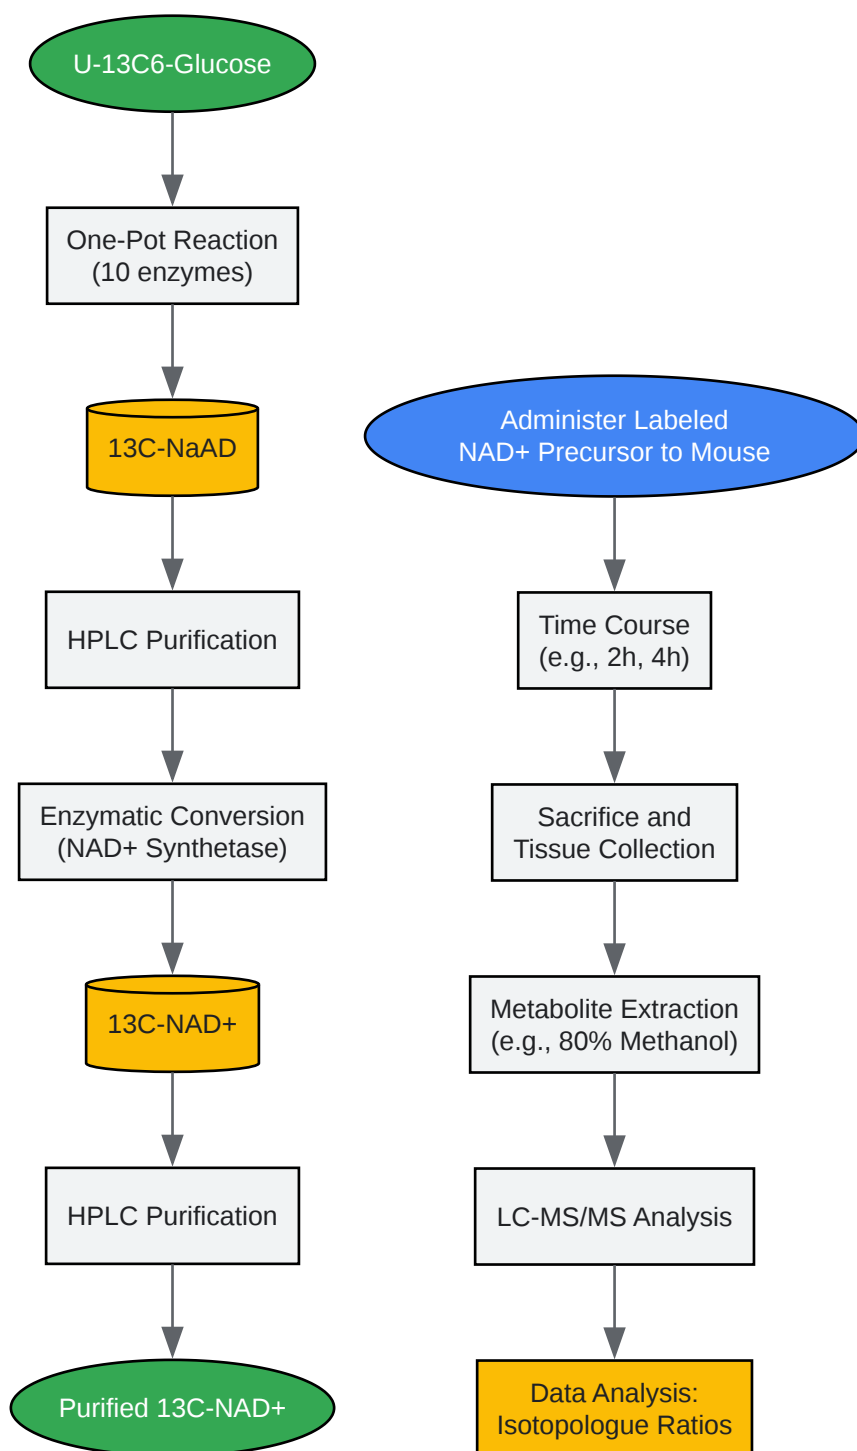 U-13C6-Glucose
One-Pot Reaction
(10 enzymes)
13C-NaAD
HPLC Purification
Enzymatic Conversion
(NAD+ Synthetase)
13C-NAD+
HPLC Purification
Purified 13C-NAD+
Administer Labeled
NAD+ Precursor to Mouse
Time Course
(e.g., 2h, 4h)
Sacrifice and
Tissue Collection
Metabolite Extraction
(e.g., 80% Methanol)
LC-MS/MS Analysis
Data Analysis:
Isotopologue Ratios